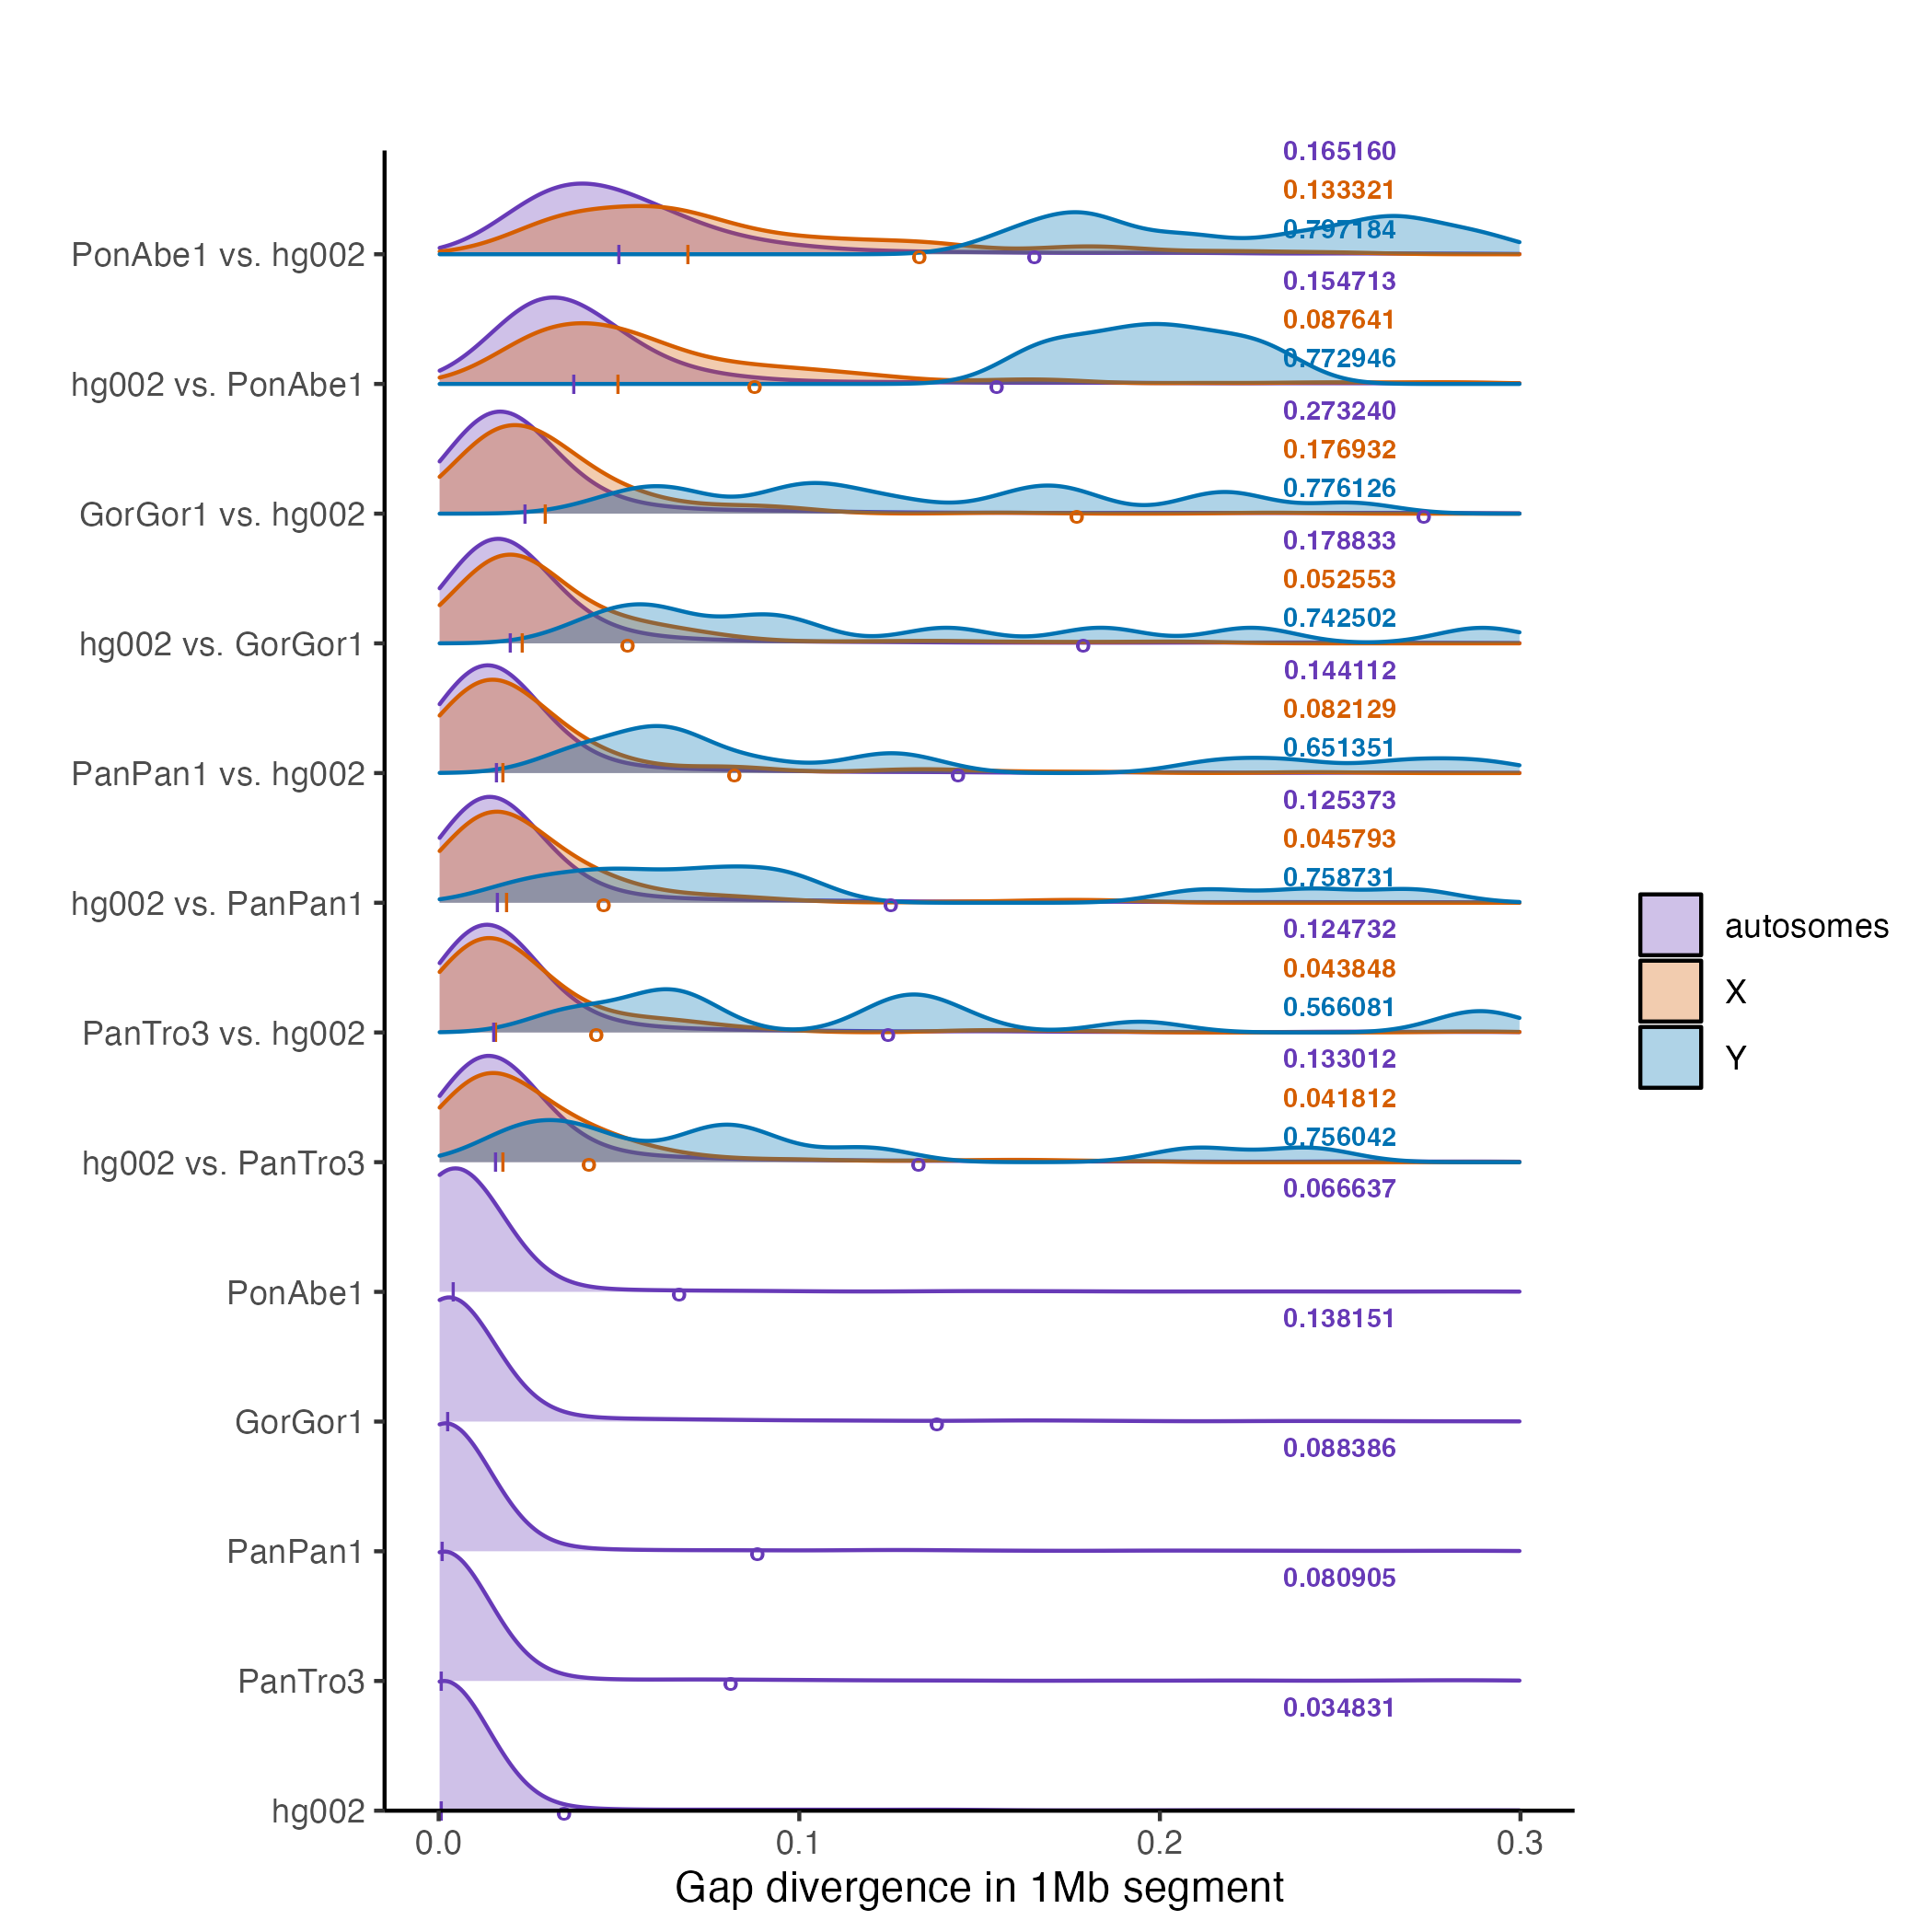 0.165160
0.133321
0.797184
PonAbe1 vs. hg002
0.154713
0.087641
0.772946
hg002 vs. PonAbe1
0.273240
0.176932
0.776126
GorGor1 vs. hg002
0.178833
0.052553
0.742502
hg002 vs. GorGor1
0.144112
0.082129
0.651351
PanPan1 vs. hg002
0.125373
0.045793
0.758731
hg002 vs. PanPan1
0.124732
0.043848
0.566081
PanTro3 vs. hg002
0.133012
0.041812
0.756042
hg002 vs. PanTro3
0.066637
PonAbe1
0.138151
GorGor1
0.088386
PanPan1
0.080905
PanTro3
0.034831
hg002
0.0 0.1 0.2 0.3
Gap divergence in 1Mb segment
autosomes
X
Y